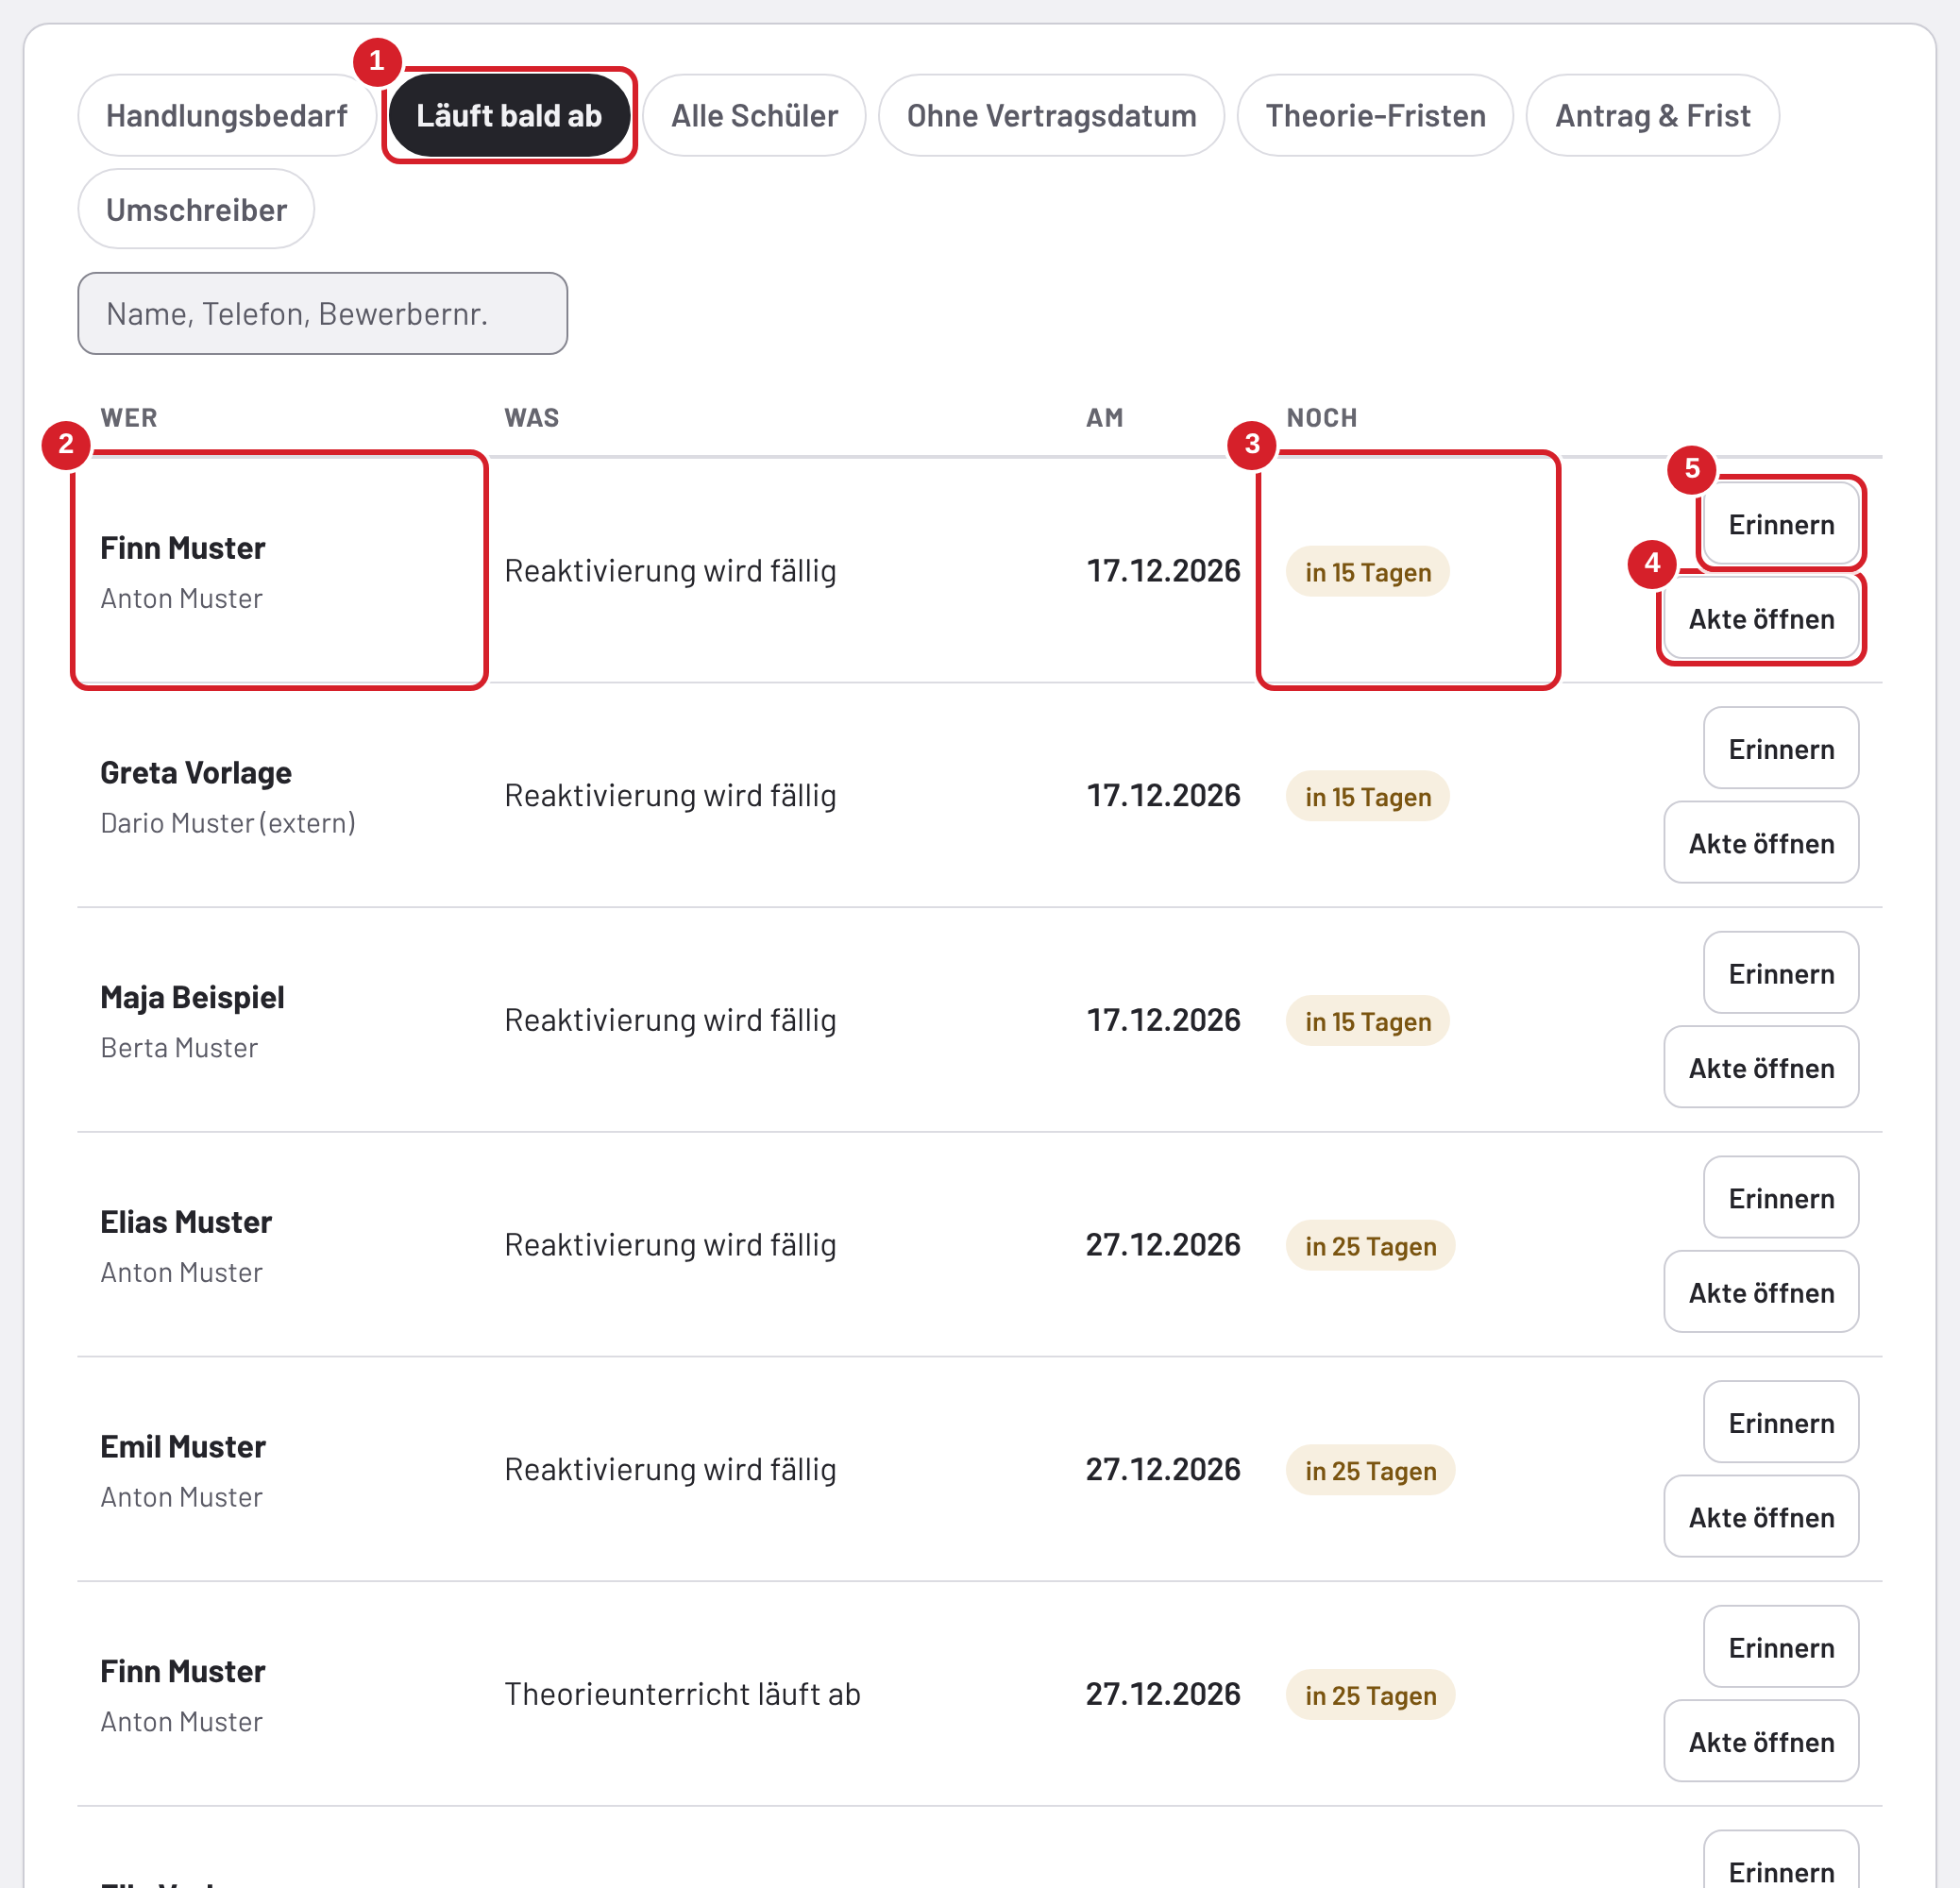 1
Handlungsbedarf Läuft bald ab Alle Schüler Ohne Vertragsdatum Theorie-Fristen Antrag & Frist
Umschreiber
Name, Telefon, Bewerbernr.
WER WAS AM NOCH
2 3 5
Erinnern
Finn Muster
Reaktivierung wird fällig 17.12.2026 in 15 Tagen
4
Anton Muster
Akte öffnen
Erinnern
Greta Vorlage
Reaktivierung wird fällig 17.12.2026 in 15 Tagen
Dario Muster (extern)
Akte öffnen
Erinnern
Maja Beispiel
Reaktivierung wird fällig 17.12.2026 in 15 Tagen
Berta Muster
Akte öffnen
Erinnern
Elias Muster
Reaktivierung wird fällig 27.12.2026 in 25 Tagen
Anton Muster
Akte öffnen
Erinnern
Emil Muster
Reaktivierung wird fällig 27.12.2026 in 25 Tagen
Anton Muster
Akte öffnen
Erinnern
Finn Muster
Theorieunterricht läuft ab 27.12.2026 in 25 Tagen
Anton Muster
Akte öffnen
Erinnern